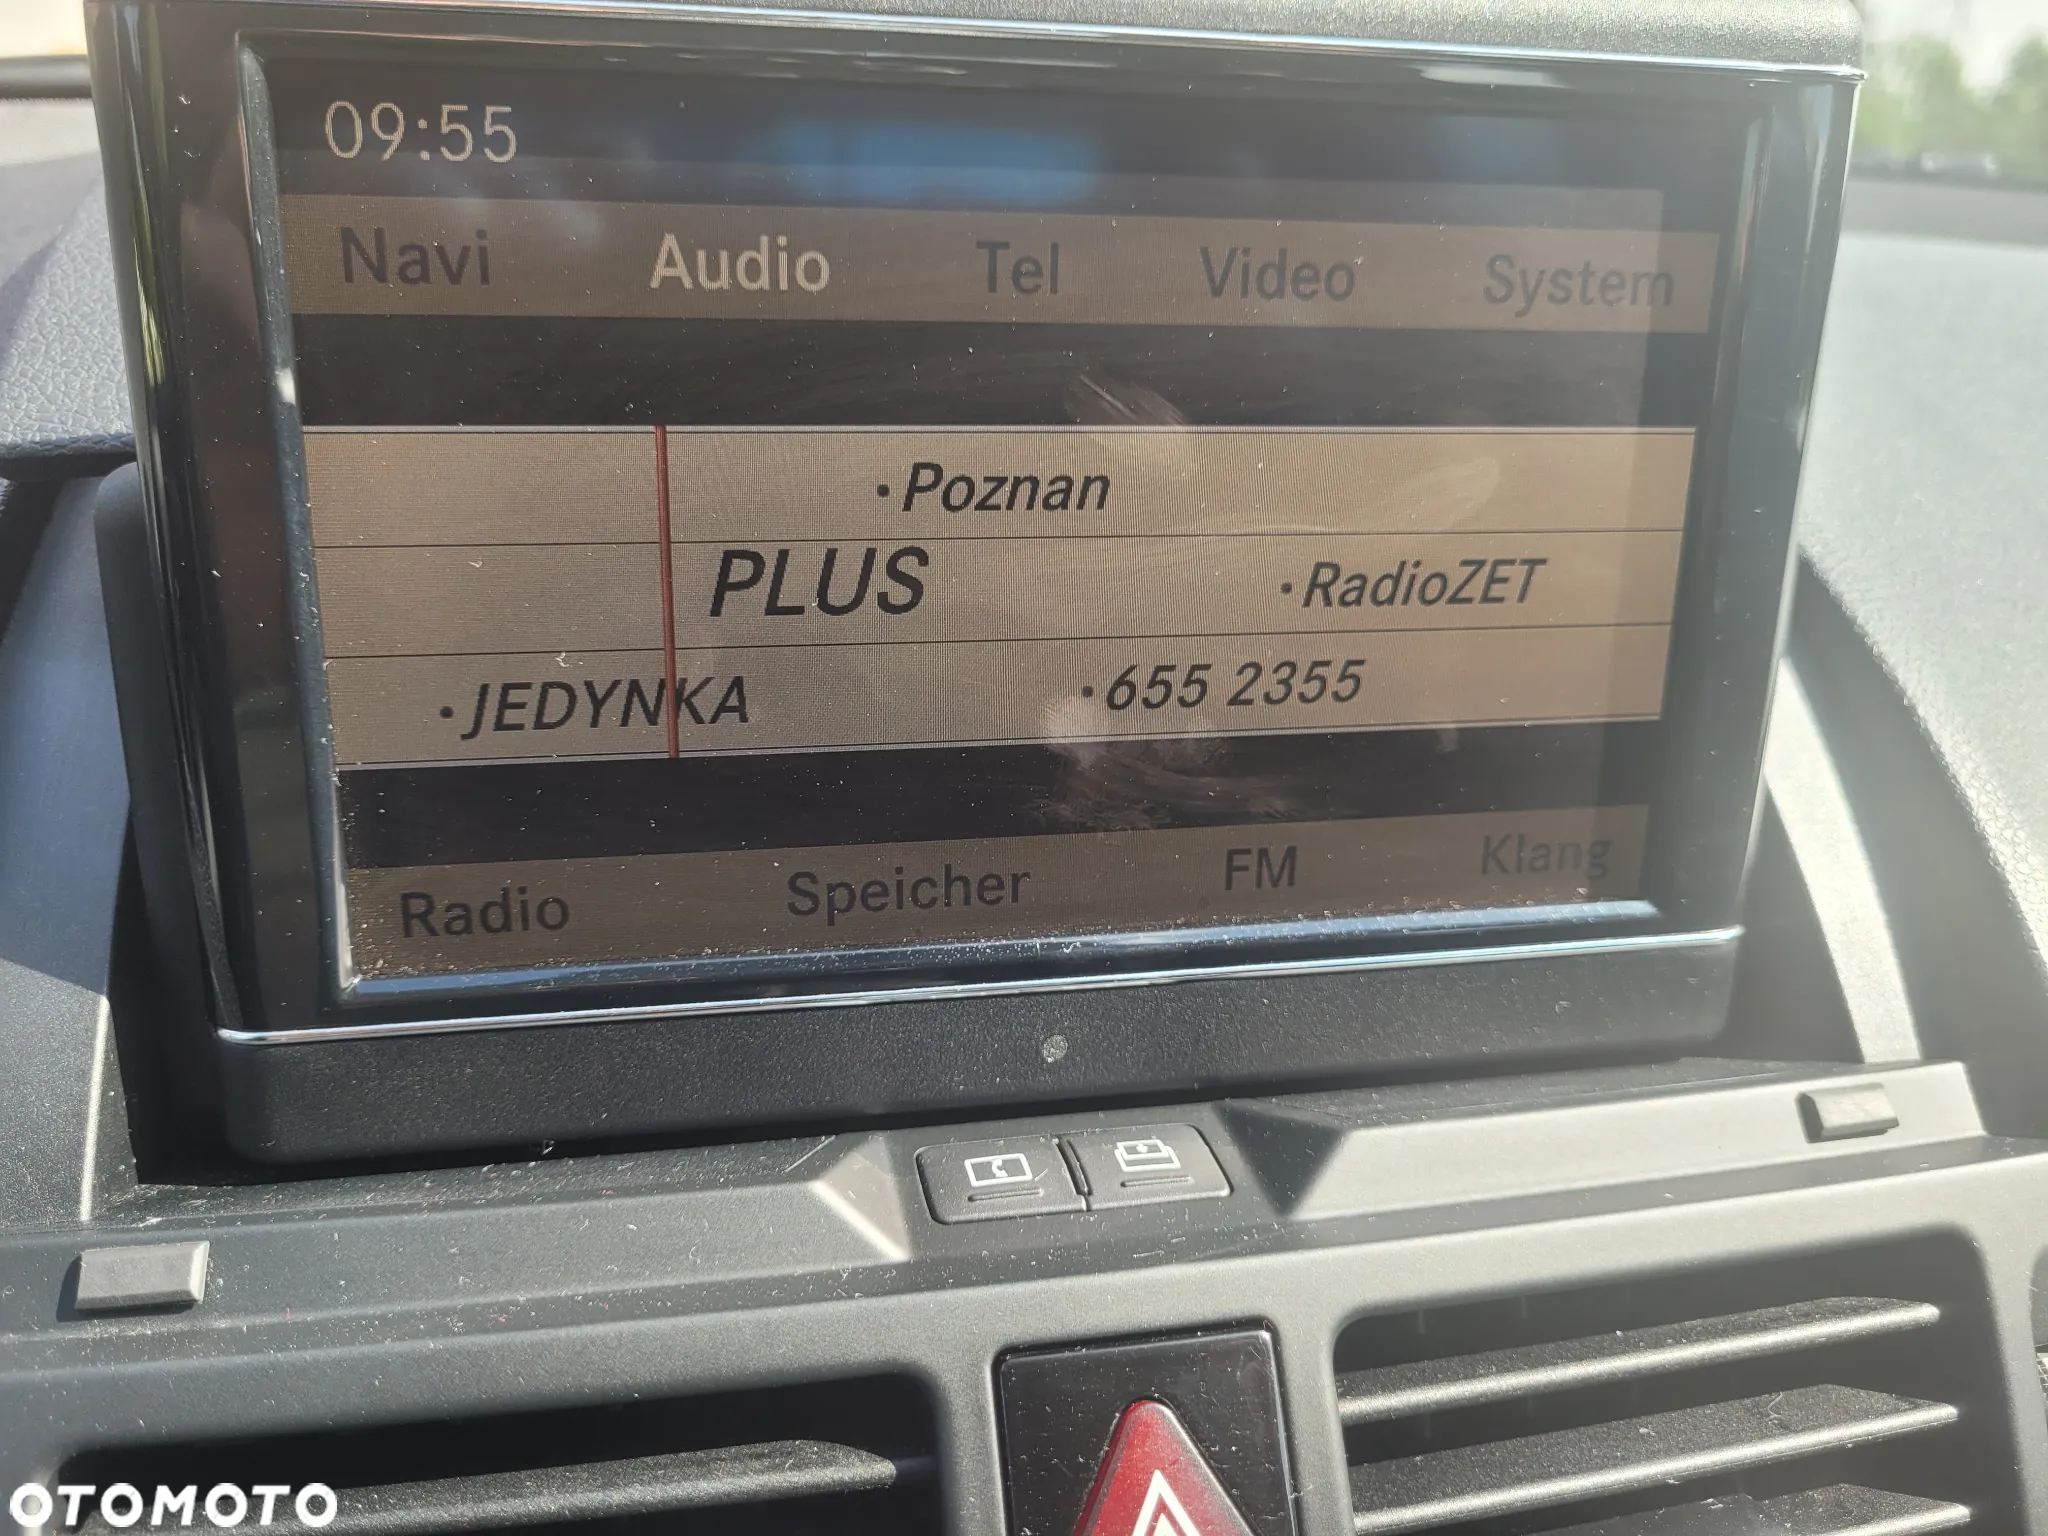 09:55
Navi Audio Tel Video System
•Poznan
PLUS •RadioZET
•JEDYNKA •655 2355
Radio Speicher FM Klang
OTOMOTO